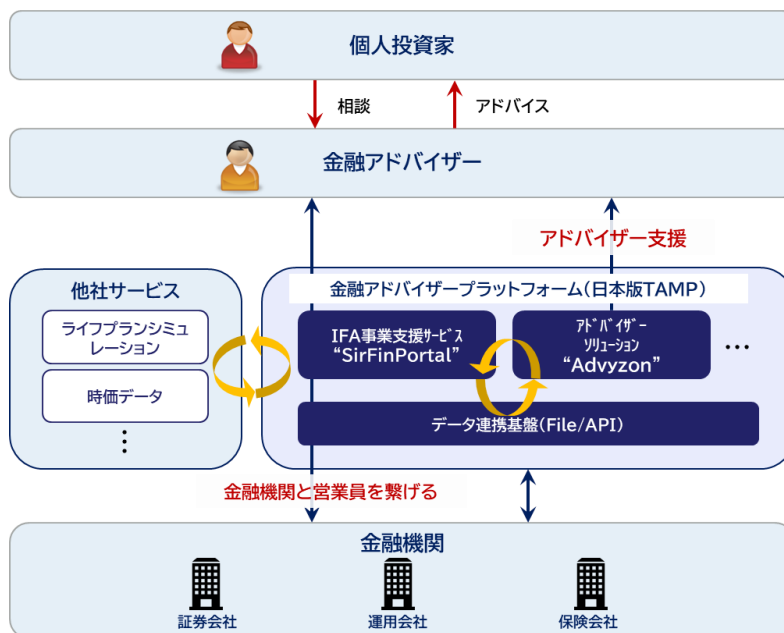 個人投資家
相談
アドバイス
金融アドバイザー
アドバイザー支援
他社サービス
ライフプランシミュ
レーション
時価データ
⋮
金融アドバイザープラットフォーム(日本版TAMP)
IFA事業支援ｻｰﾋﾞｽ
“SirFinPortal”
ｱﾄﾞﾊﾞｲｻﾞｰ
ｿﾘｭｰｼｮﾝ
“Advyzon”
…
データ連携基盤(File/API)
金融機関と営業員を繋げる
金融機関
証券会社
運用会社
保険会社